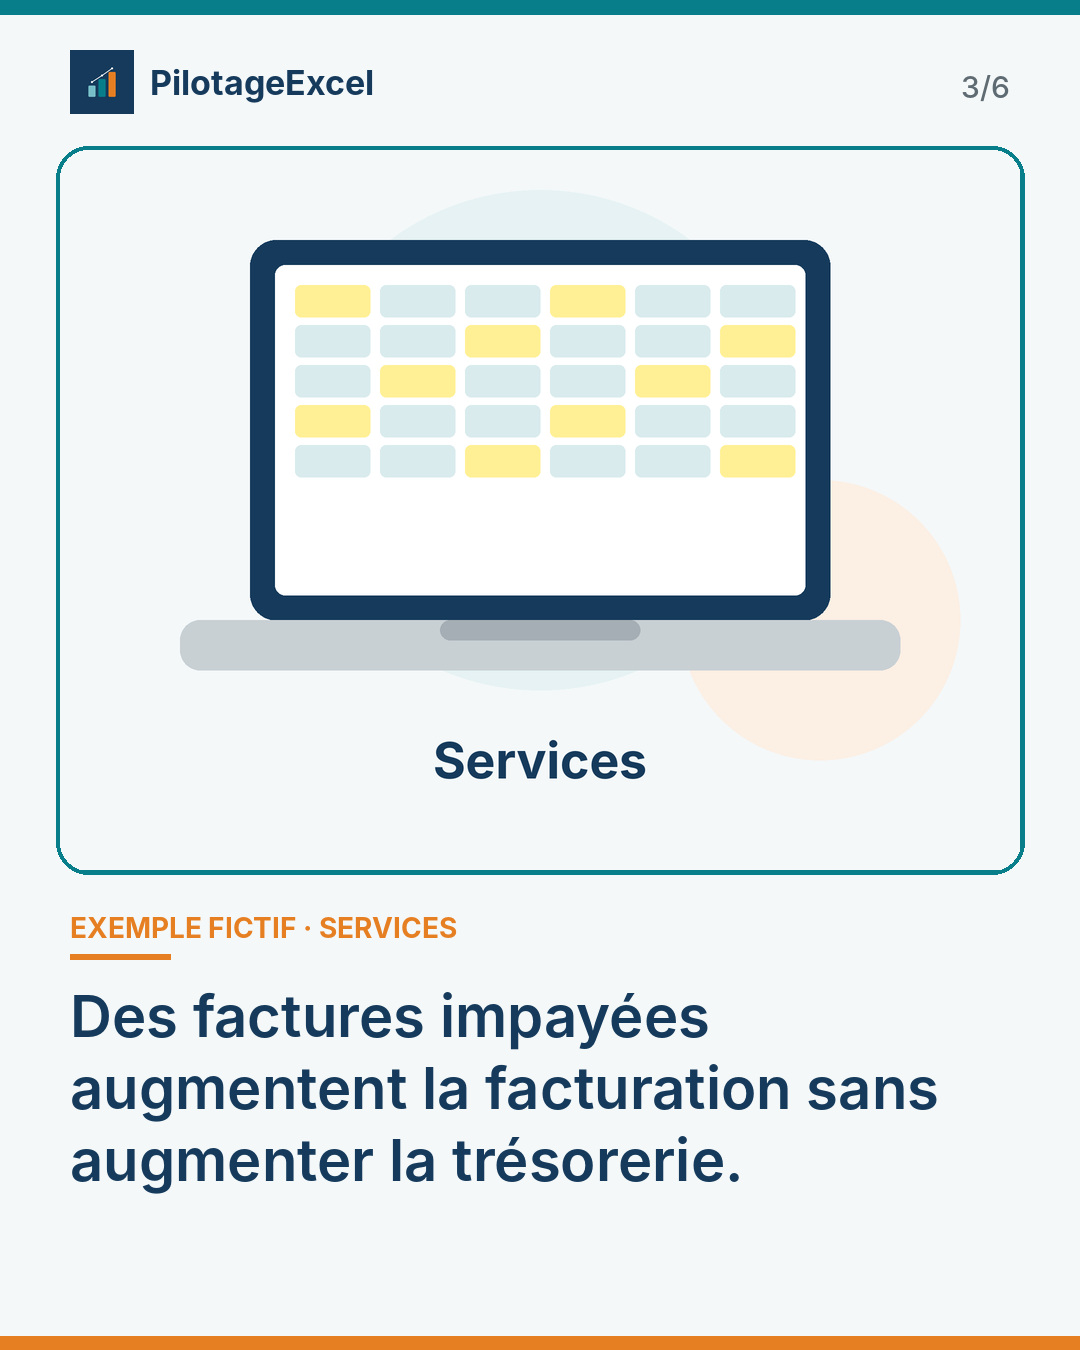 PilotageExcel
3/6
Services
EXEMPLE FICTIF · SERVICES
Des factures impayées
augmentent la facturation sans
augmenter la trésorerie.